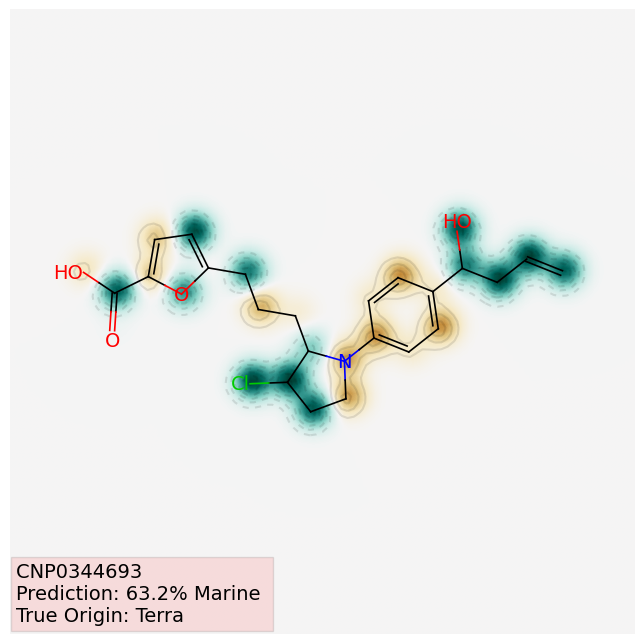 HO
HO
O
O
N
Cl
CNP0344693
Prediction: 63.2% Marine
True Origin: Terra